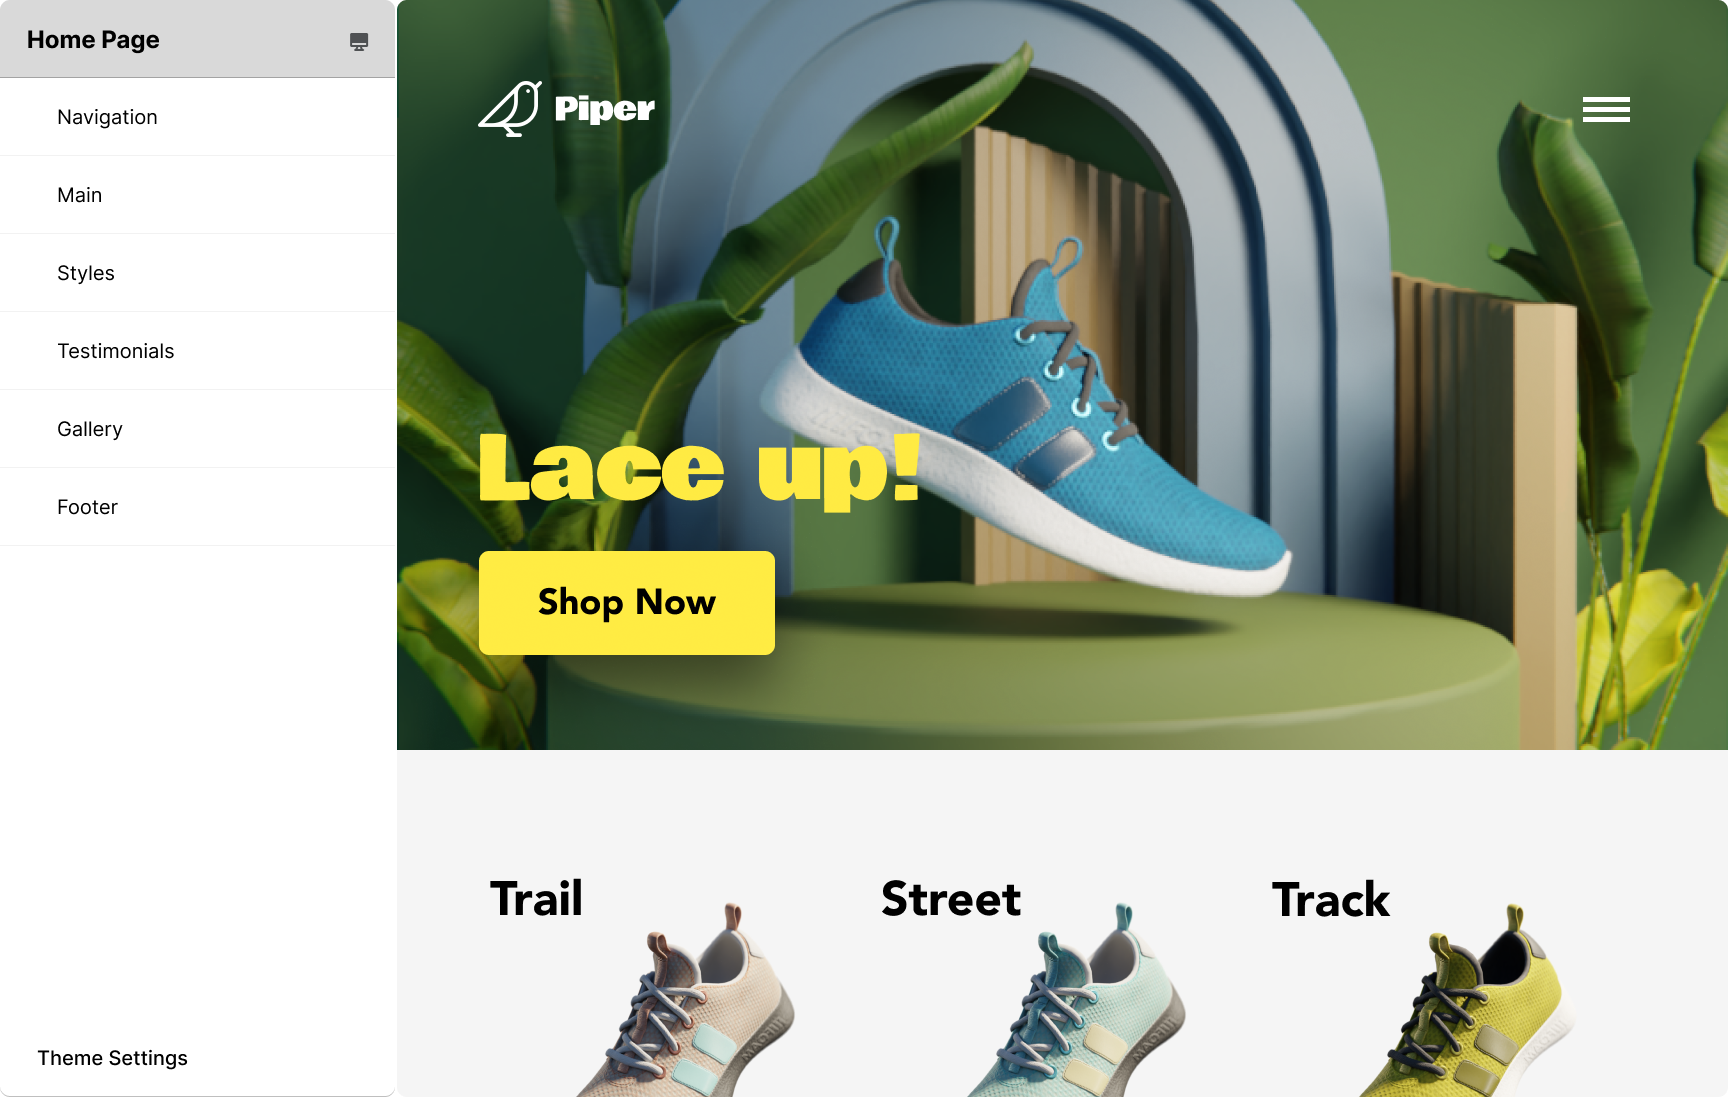 Home Page
Navigation
Main
Styles
Testimonials
Gallery
Footer
Theme Settings
Piper
Lace up!
Shop Now
Trail
Street
Track